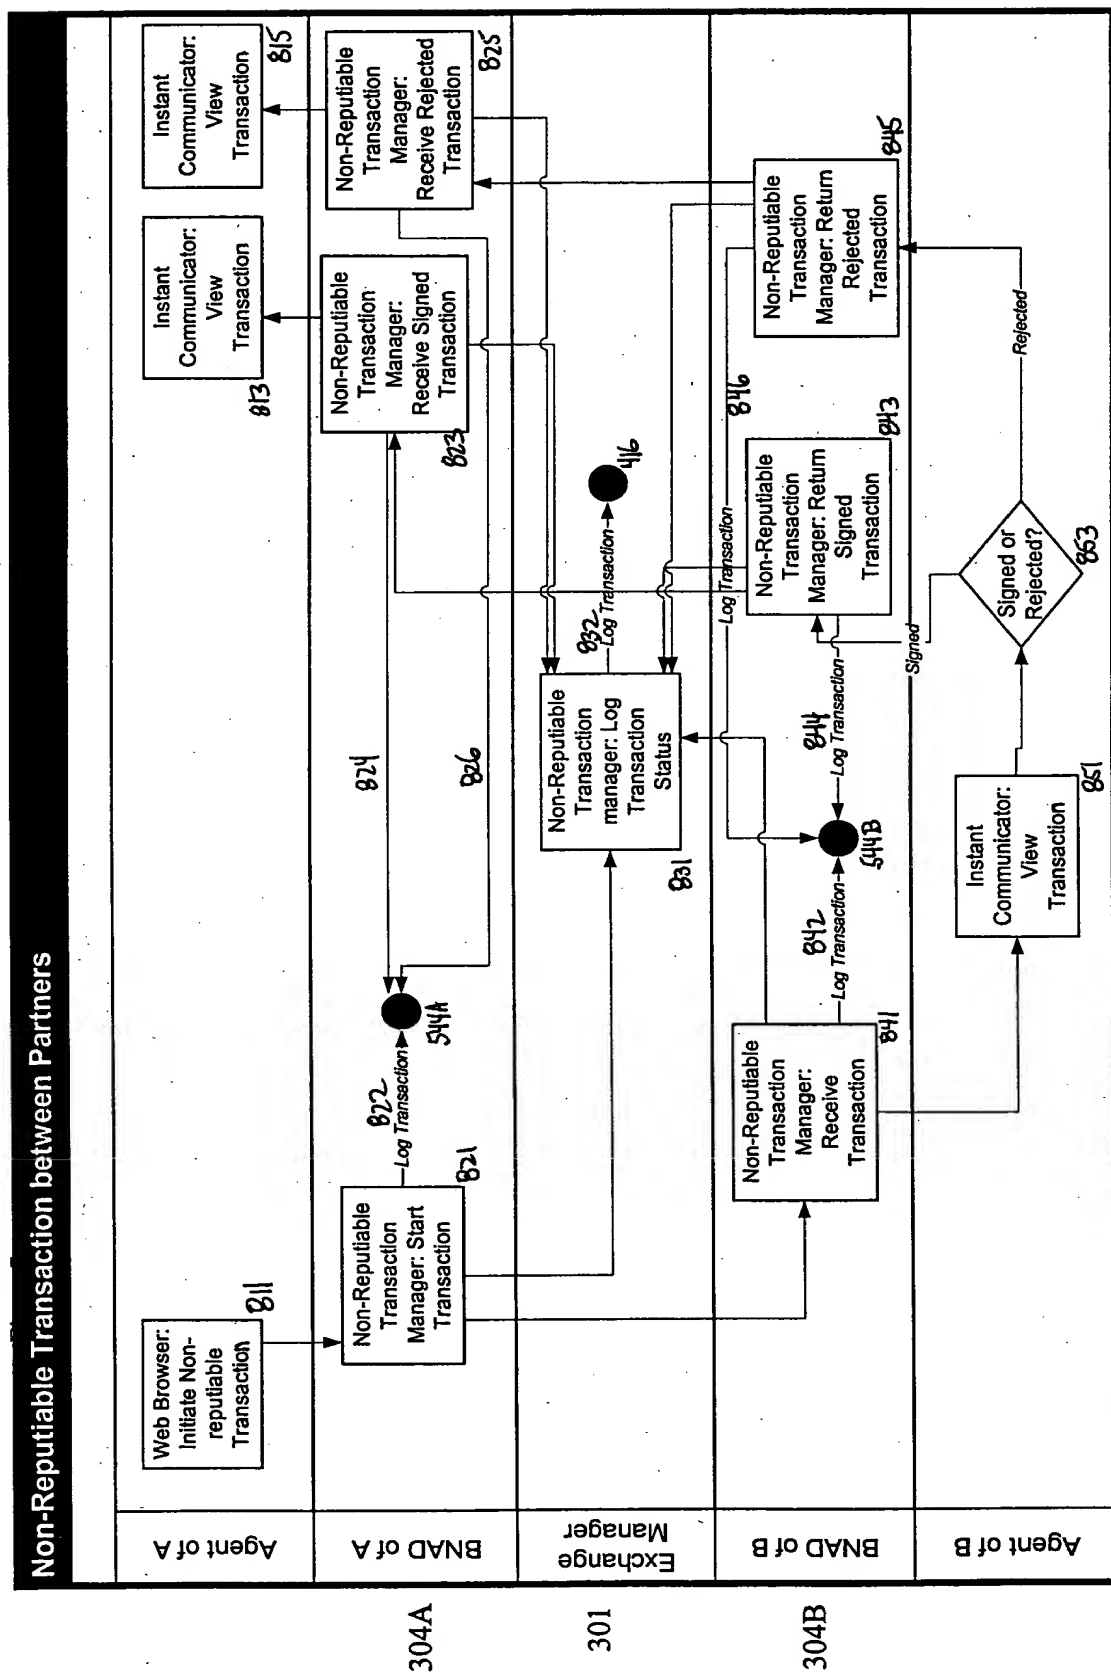 Non-Reputiable Transaction between Partners
Agent of A
Web Browser:
Initiate Non-
reputiable
Transaction
811
Instant
Communicator:
View
Transaction
813
Instant
Communicator:
View
Transaction
815
304A
BNAD of A
Non-Reputiable
Transaction
Manager: Start
Transaction
821
822
Log Transaction
544A
824
826
Non-Reputiable
Transaction
Manager:
Receive Signed
Transaction
823
Non-Reputiable
Transaction
Manager:
Receive Rejected
Transaction
825
301
Exchange
Manager
Non-Reputiable
Transaction
manager: Log
Transaction
Status
831
832
Log Transaction
416
304B
BNAD of B
Non-Reputiable
Transaction
Manager:
Receive
Transaction
841
842
Log Transaction
544B
844
Log Transaction
Log Transaction
846
Non-Reputiable
Transaction
Manager: Return
Signed
Transaction
843
Non-Reputiable
Transaction
Manager: Return
Rejected
Transaction
845
Agent of B
Instant
Communicator:
View
Transaction
851
Signed
Signed or
Rejected?
853
Rejected